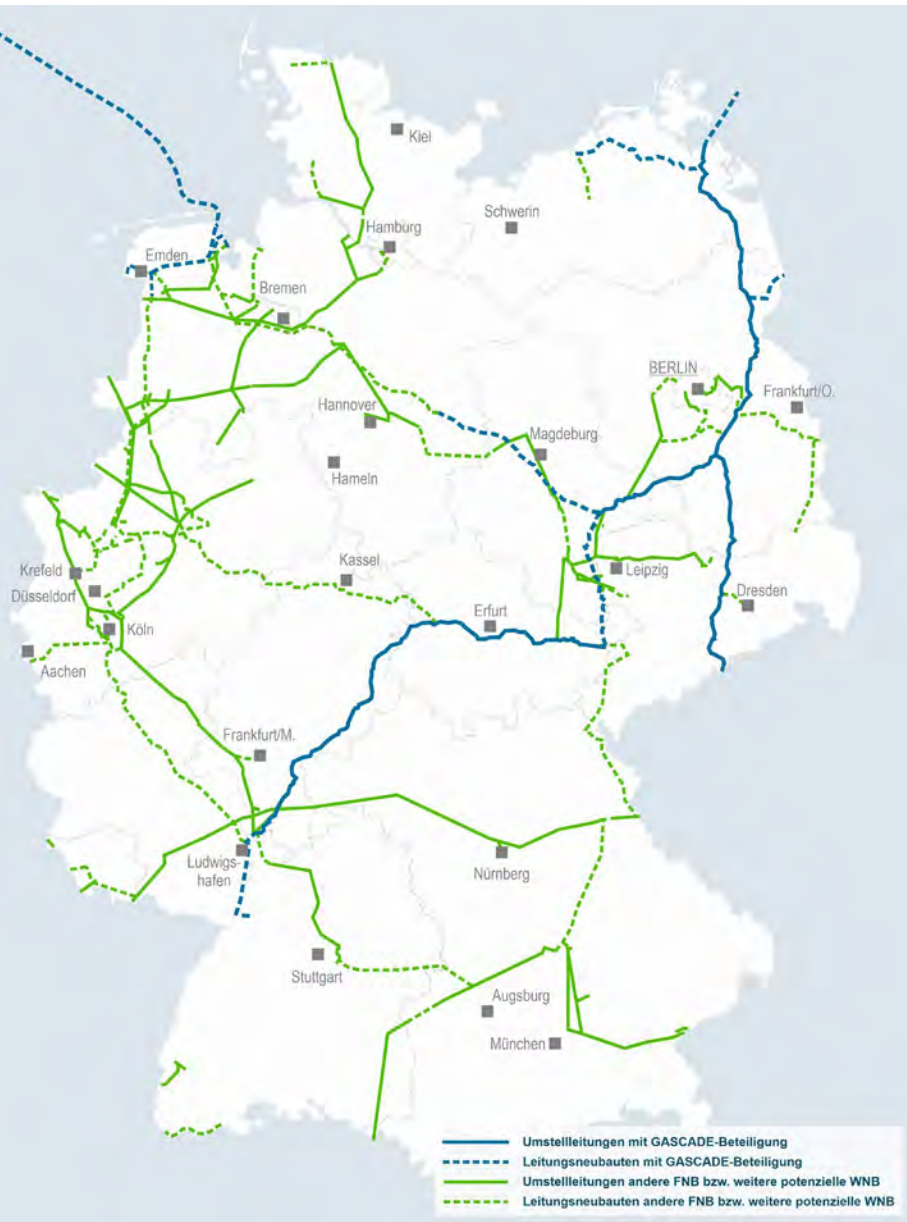 Kiel
Schwerin
Hamburg
Emden
Bremen
BERLIN
Frankfurt/O.
Hannover
Magdeburg
Hameln
Kassel
Krefeld
Leipzig
Düsseldorf
Dresden
Erfurt
Köln
Aachen
Frankfurt/M.
Ludwigs-
hafen
Nürnberg
Stuttgart
Augsburg
München
Umstellleitungen mit GASCADE-Beteiligung
Leitungsneubauten mit GASCADE-Beteiligung
Umstellleitungen andere FNB bzw. weitere potenzielle WNB
Leitungsneubauten andere FNB bzw. weitere potenzielle WNB